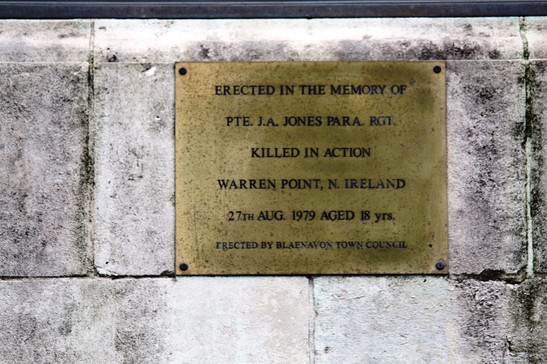 ERECTED IN THE MEMORY OF
PTE. J.A. JONES PARA. RGT.
KILLED IN ACTION
WARREN POINT, N. IRELAND
27TH AUG. 1979 AGED 18 yrs.
ERECTED BY BLAENAVON TOWN COUNCIL